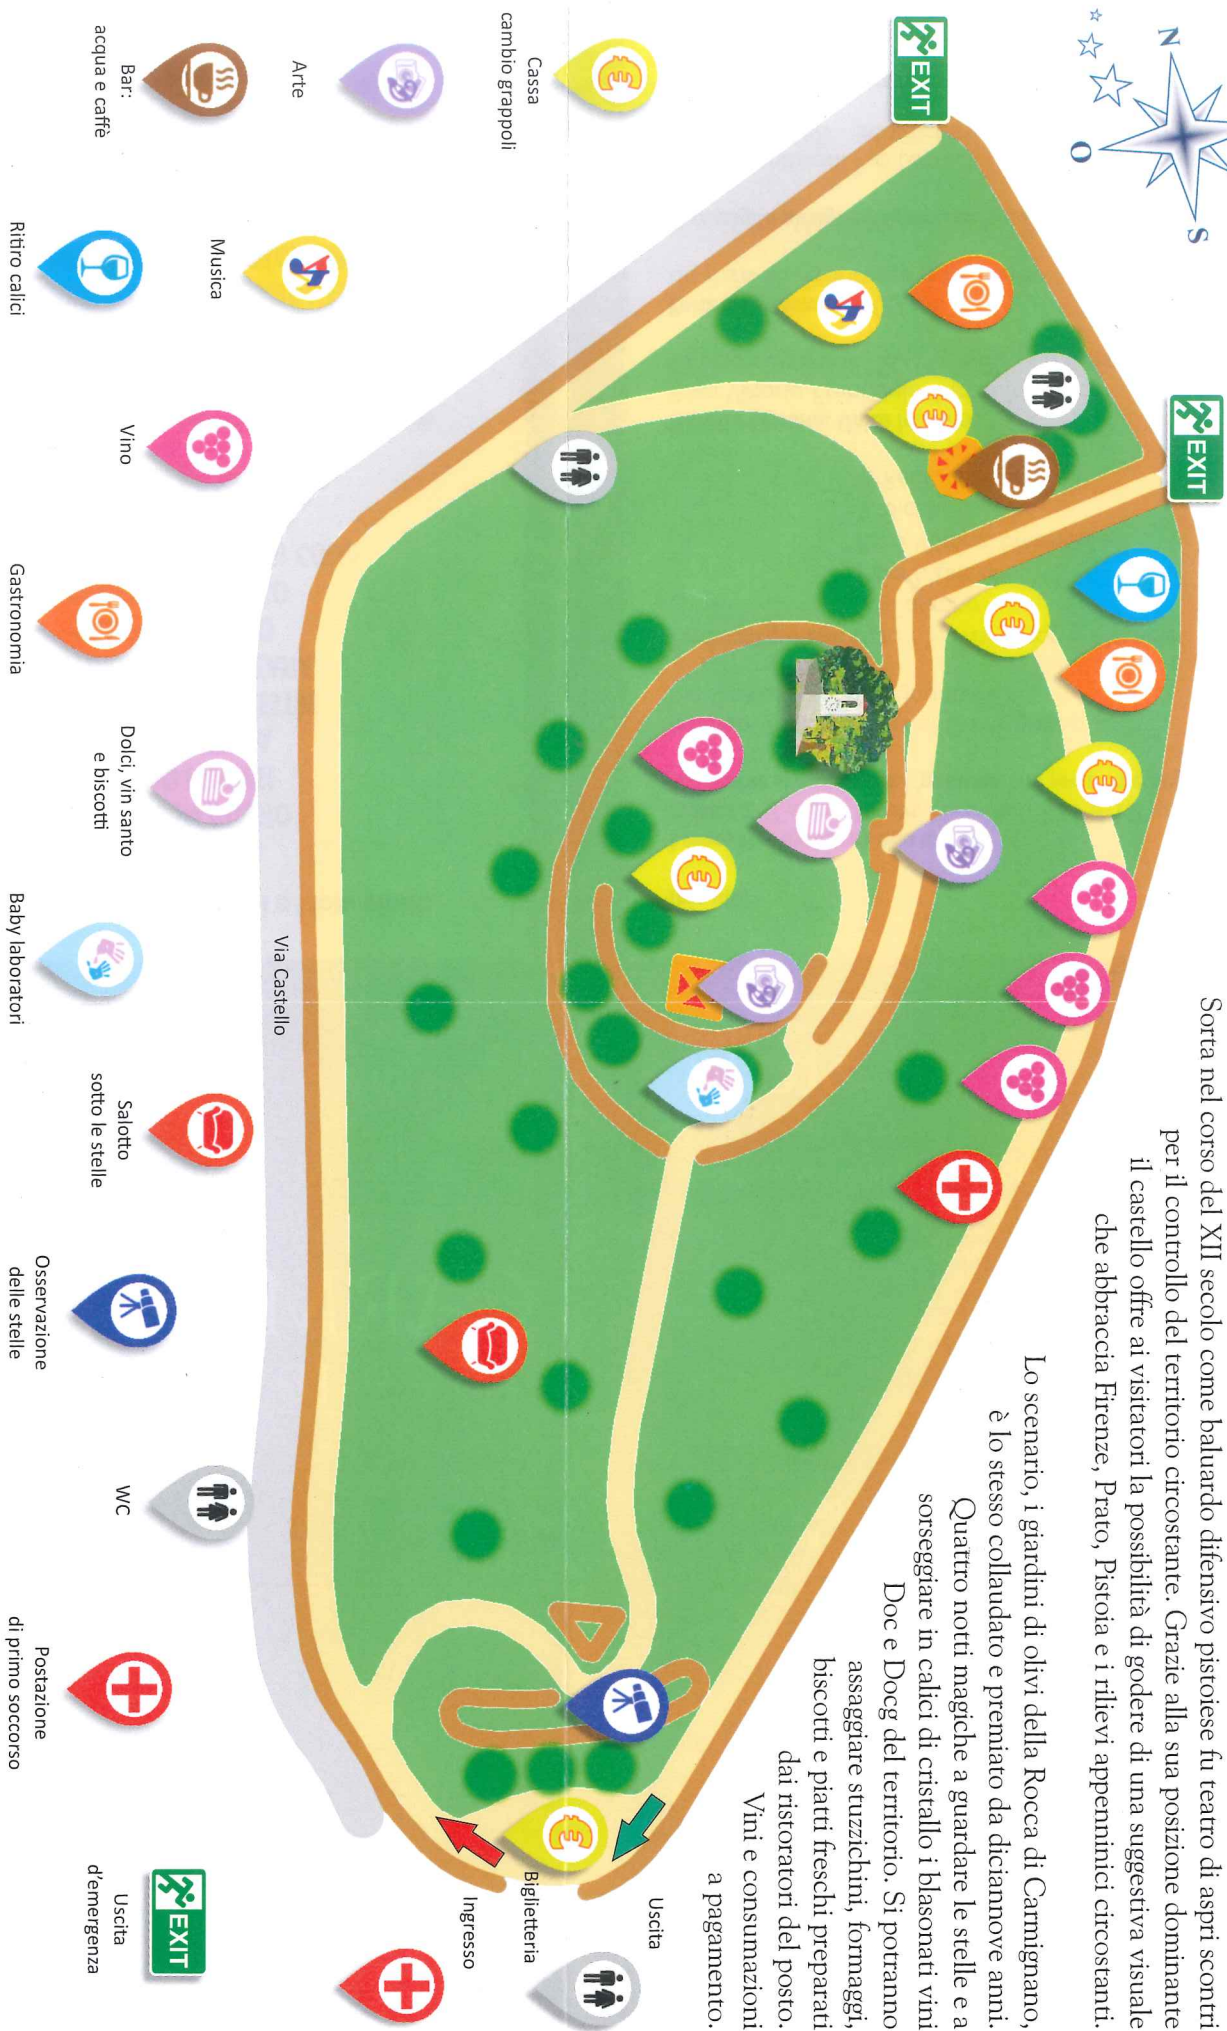 Sorta nel corso del XII secolo come baluardo difensivo pistoiese fu teatro di aspri scontri
per il controllo del territorio circostante. Grazie alla sua posizione dominante
il castello offre ai visitatori la possibilità di godere di una suggestiva visuale
che abbraccia Firenze, Prato, Pistoia e i rilievi appenninici circostanti.
Lo scenario, i giardini di olivi della Rocca di Carmignano,
è lo stesso collaudato e premiato da diciannove anni.
Quattro notti magiche a guardare le stelle e a
sorseggiare in calici di cristallo i blasonati vini
Doc e Docg del territorio. Si potranno
assaggiare stuzzichini, formaggi,
biscotti e piatti freschi preparati
dai ristoratori del posto.
Vini e consumazioni
a pagamento.
N
S
O
EXIT
EXIT
Uscita
Biglietteria
Ingresso
Via Castello
Cassa
cambio grappoli
Arte
Bar:
acqua e caffè
Musica
Ritiro calici
Vino
Gastronomia
Dolci, vin santo
e biscotti
Baby laboratori
Salotto
sotto le stelle
Osservazione
delle stelle
WC
Postazione
di primo soccorso
EXIT
Uscita
d'emergenza